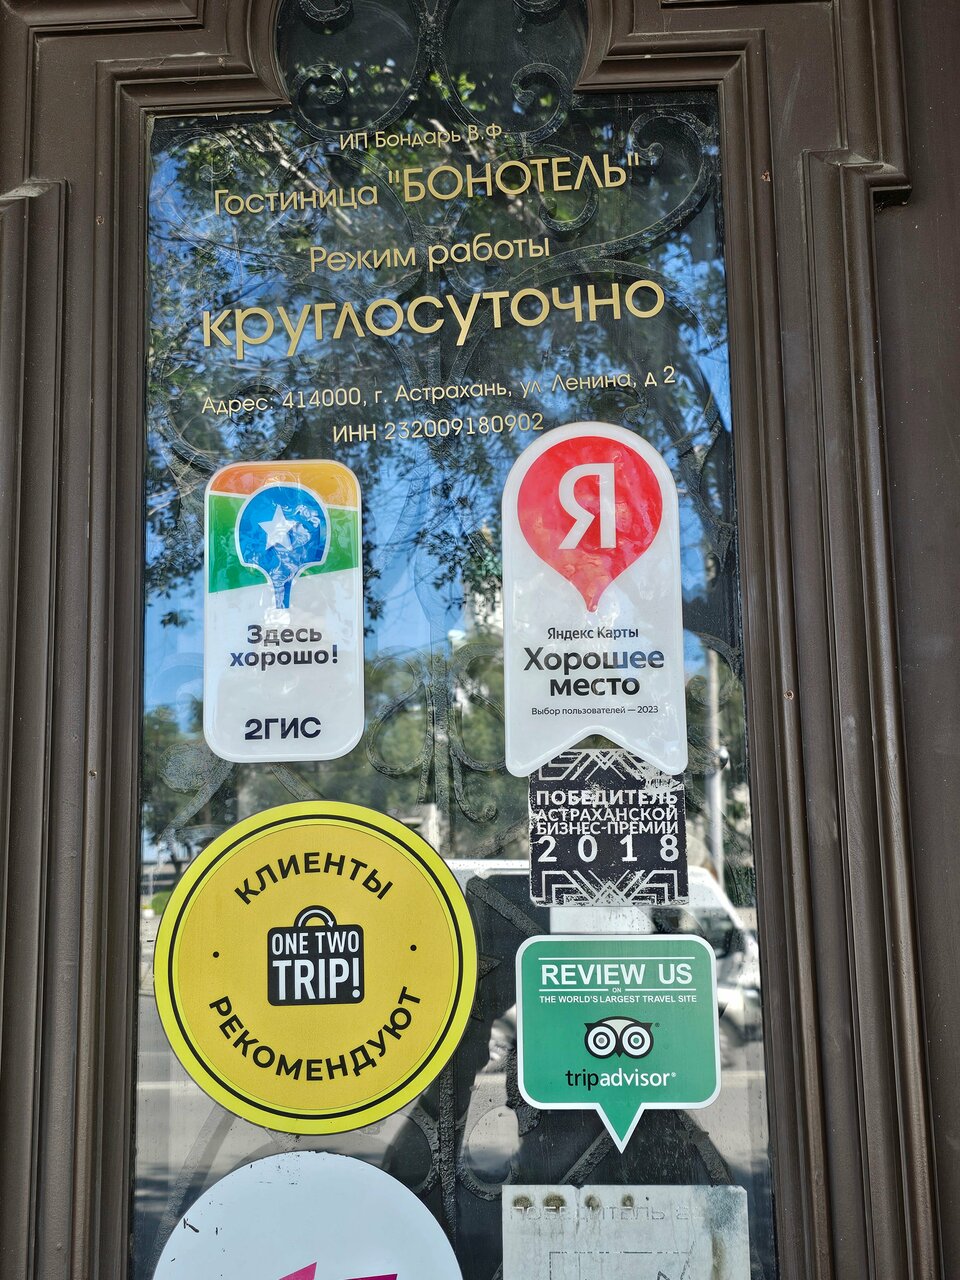 ИП Бондарь В.Ф.
Гостиница "БОНОТЕЛЬ"
Режим работы
круглосуточно
Адрес: 414000, г. Астрахань, ул Ленина, д 2
ИНН 232009180902
Здесь
хорошо!
2ГИС
Я
Яндекс Карты
Хорошее
место
Выбор пользователей — 2023
ПОБЕДИТЕЛЬ
АСТРАХАНСКОЙ
БИЗНЕС-ПРЕМИИ
2018
КЛИЕНТЫ
ONE TWO
TRIP!
РЕКОМЕНДУЮТ
REVIEW US
ON
THE WORLD'S LARGEST TRAVEL SITE
tripadvisor®
ПОБЕДИТЕЛЬ